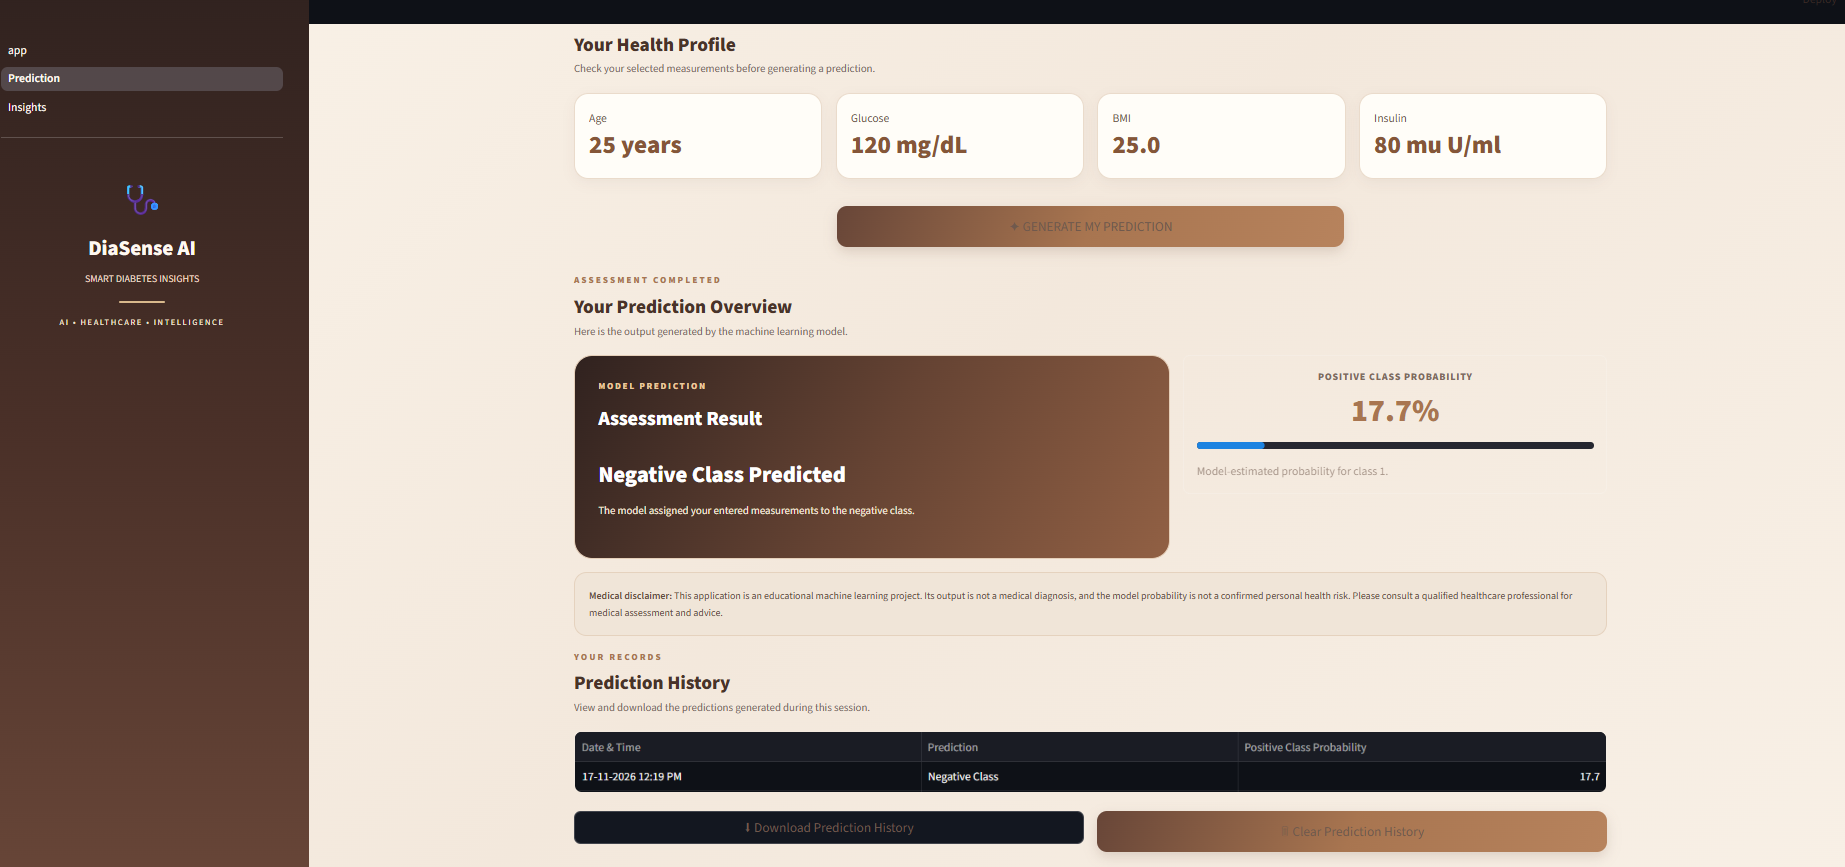 Deploy
app
Prediction
Insights
DiaSense AI
SMART DIABETES INSIGHTS
AI • HEALTHCARE • INTELLIGENCE
Your Health Profile
Check your selected measurements before generating a prediction.
Age
25 years
Glucose
120 mg/dL
BMI
25.0
Insulin
80 mu U/ml
✦ GENERATE MY PREDICTION
ASSESSMENT COMPLETED
Your Prediction Overview
Here is the output generated by the machine learning model.
MODEL PREDICTION
Assessment Result
Negative Class Predicted
The model assigned your entered measurements to the negative class.
POSITIVE CLASS PROBABILITY
17.7%
Model-estimated probability for class 1.
Medical disclaimer: This application is an educational machine learning project. Its output is not a medical diagnosis, and the model probability is not a confirmed personal health risk. Please consult a qualified healthcare professional for
medical assessment and advice.
YOUR RECORDS
Prediction History
View and download the predictions generated during this session.
Date & Time Prediction Positive Class Probability
17-11-2026 12:19 PM Negative Class 17.7
⬇ Download Prediction History
Clear Prediction History